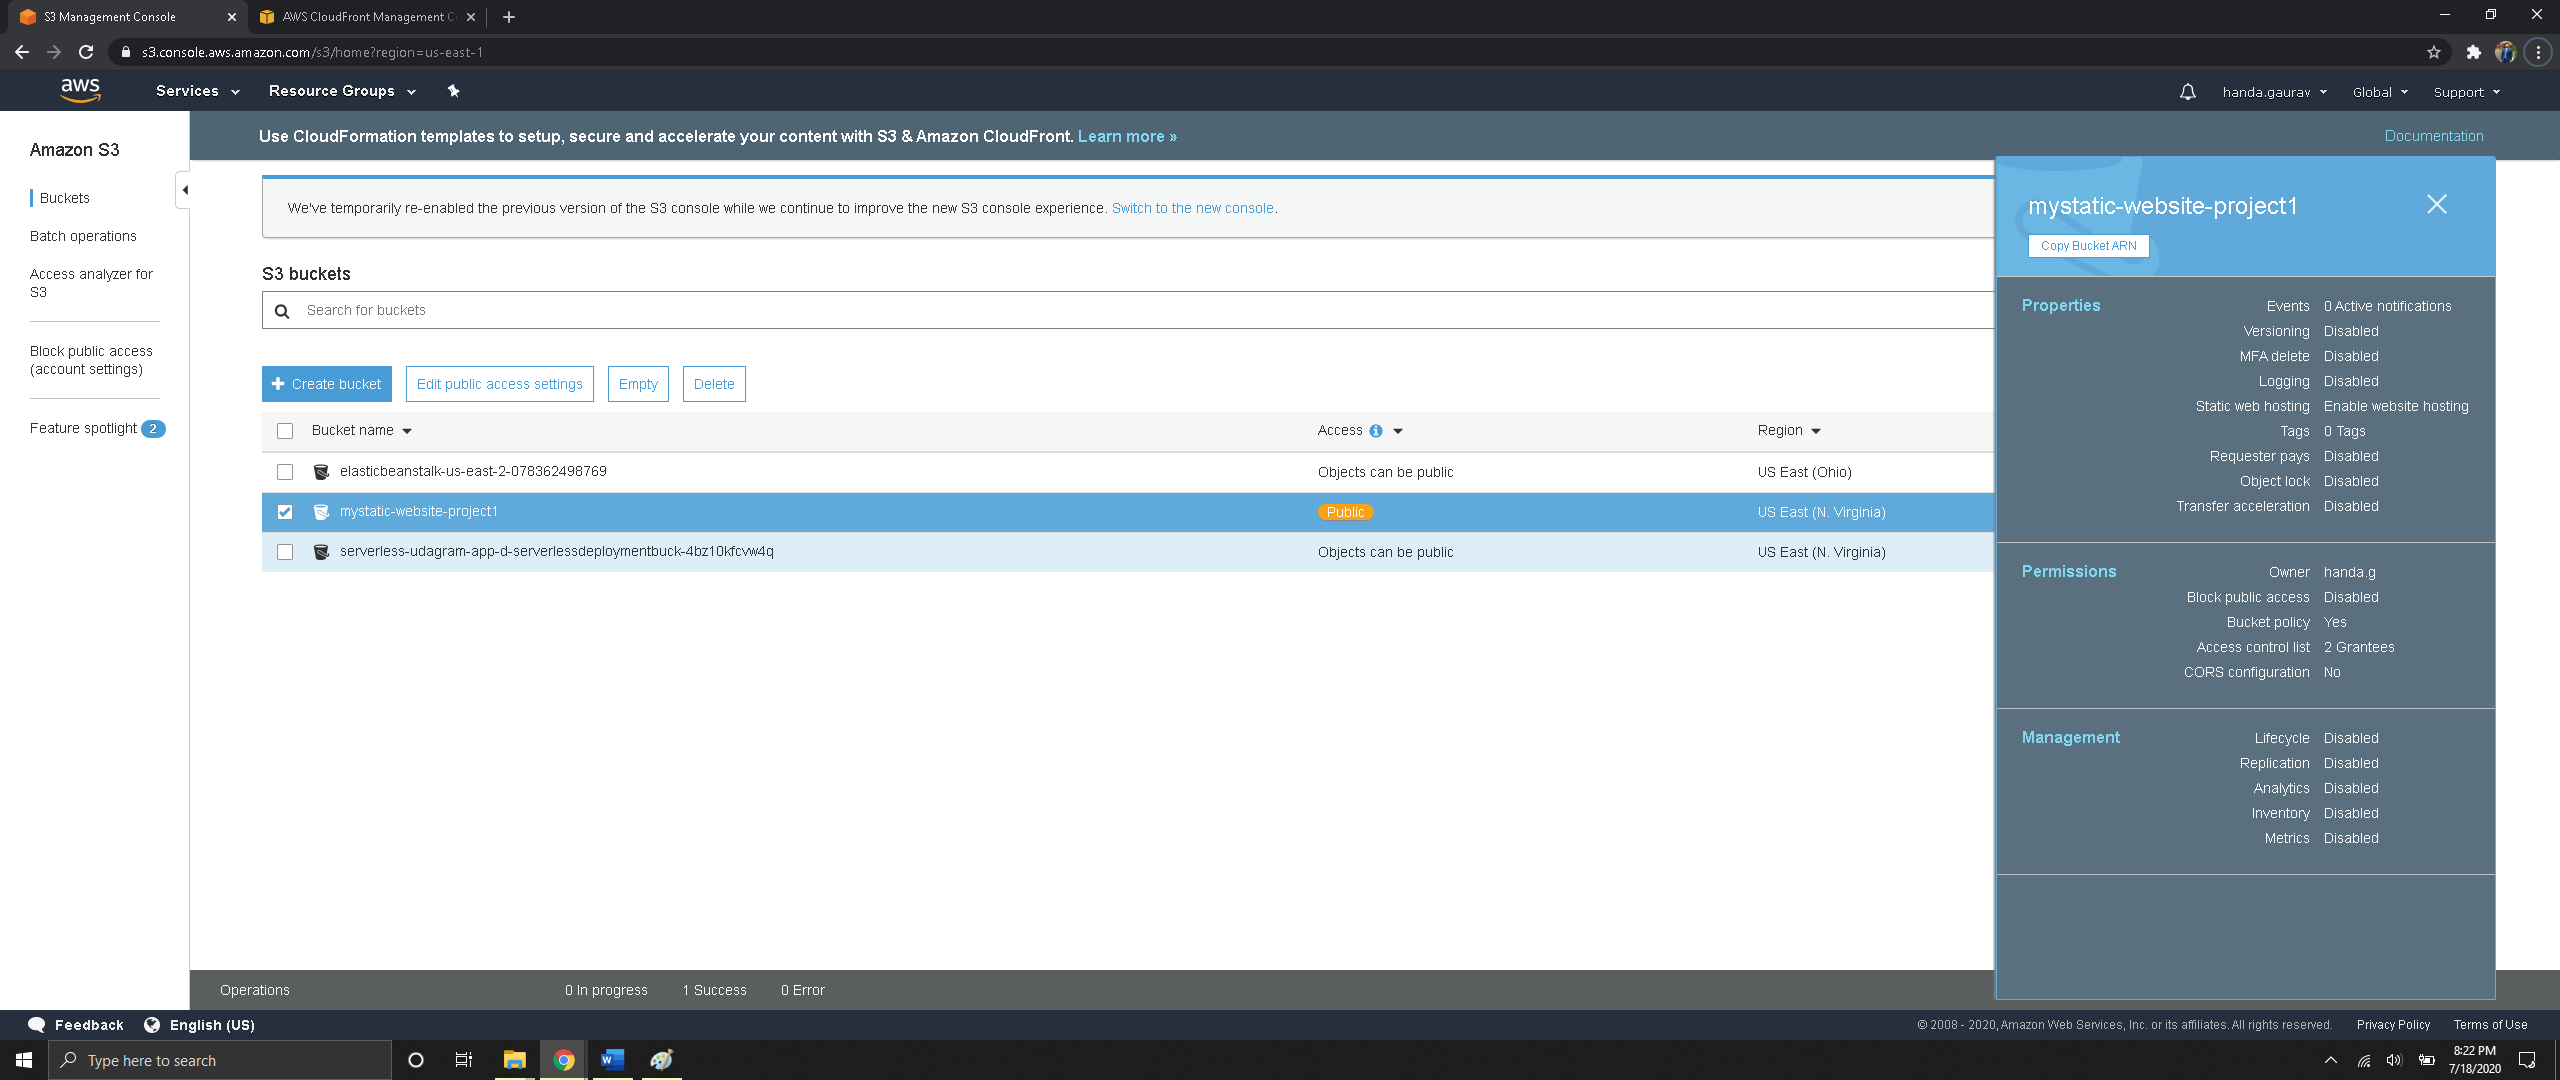 S3 Management Console
AWS CloudFront Management C
s3.console.aws.amazon.com/s3/home?region=us-east-1
aws
Services
Resource Groups
handa.gaurav
Global
Support
Amazon S3
Buckets
Batch operations
Access analyzer for
S3
Block public access
(account settings)
Feature spotlight 2
Use CloudFormation templates to setup, secure and accelerate your content with S3 & Amazon CloudFront. Learn more »
Documentation
We've temporarily re-enabled the previous version of the S3 console while we continue to improve the new S3 console experience. Switch to the new console.
S3 buckets
Search for buckets
+ Create bucket
Edit public access settings
Empty
Delete
Bucket name
Access
Region
elasticbeanstalk-us-east-2-078362498769
Objects can be public
US East (Ohio)
mystatic-website-project1
Public
US East (N. Virginia)
serverless-udagram-app-d-serverlessdeploymentbuck-4bz10kfcvw4q
Objects can be public
US East (N. Virginia)
mystatic-website-project1
Copy Bucket ARN
Properties
Events 0 Active notifications
Versioning Disabled
MFA delete Disabled
Logging Disabled
Static web hosting Enable website hosting
Tags 0 Tags
Requester pays Disabled
Object lock Disabled
Transfer acceleration Disabled
Permissions
Owner handa.g
Block public access Disabled
Bucket policy Yes
Access control list 2 Grantees
CORS configuration No
Management
Lifecycle Disabled
Replication Disabled
Analytics Disabled
Inventory Disabled
Metrics Disabled
Operations
0 In progress
1 Success
0 Error
Feedback
English (US)
© 2008 - 2020, Amazon Web Services, Inc. or its affiliates. All rights reserved.
Privacy Policy
Terms of Use
Type here to search
8:22 PM
7/18/2020